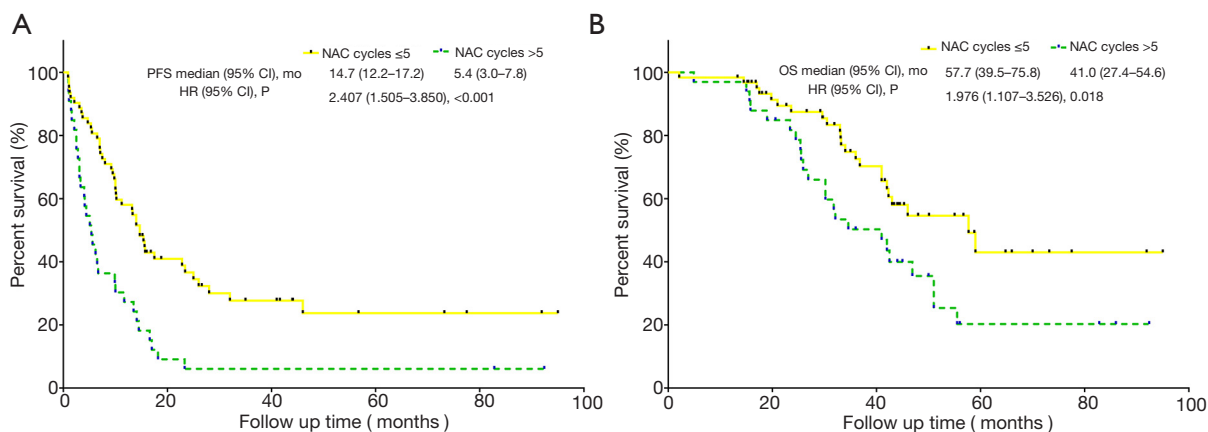 A
NAC cycles ≤5 NAC cycles >5
PFS median (95% CI), mo 14.7 (12.2–17.2) 5.4 (3.0–7.8)
HR (95% CI), P
2.407 (1.505–3.850), <0.001
100
80
60
40
20
0
Percent survival (%)
0 20 40 60 80 100
Follow up time ( months )
B
NAC cycles ≤5 NAC cycles >5
OS median (95% CI), mo 57.7 (39.5–75.8) 41.0 (27.4–54.6)
HR (95% CI), P
1.976 (1.107–3.526), 0.018
100
80
60
40
20
0
Percent survival (%)
0 20 40 60 80 100
Follow up time ( months )